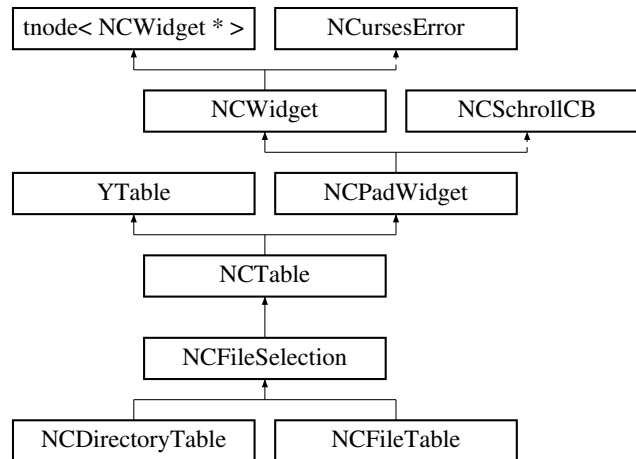 tnode< NCWidget * >
NCursesError
NCWidget
NCSchrollCB
YTable
NCPadWidget
NCTable
NCFileSelection
NCDirectoryTable
NCFileTable